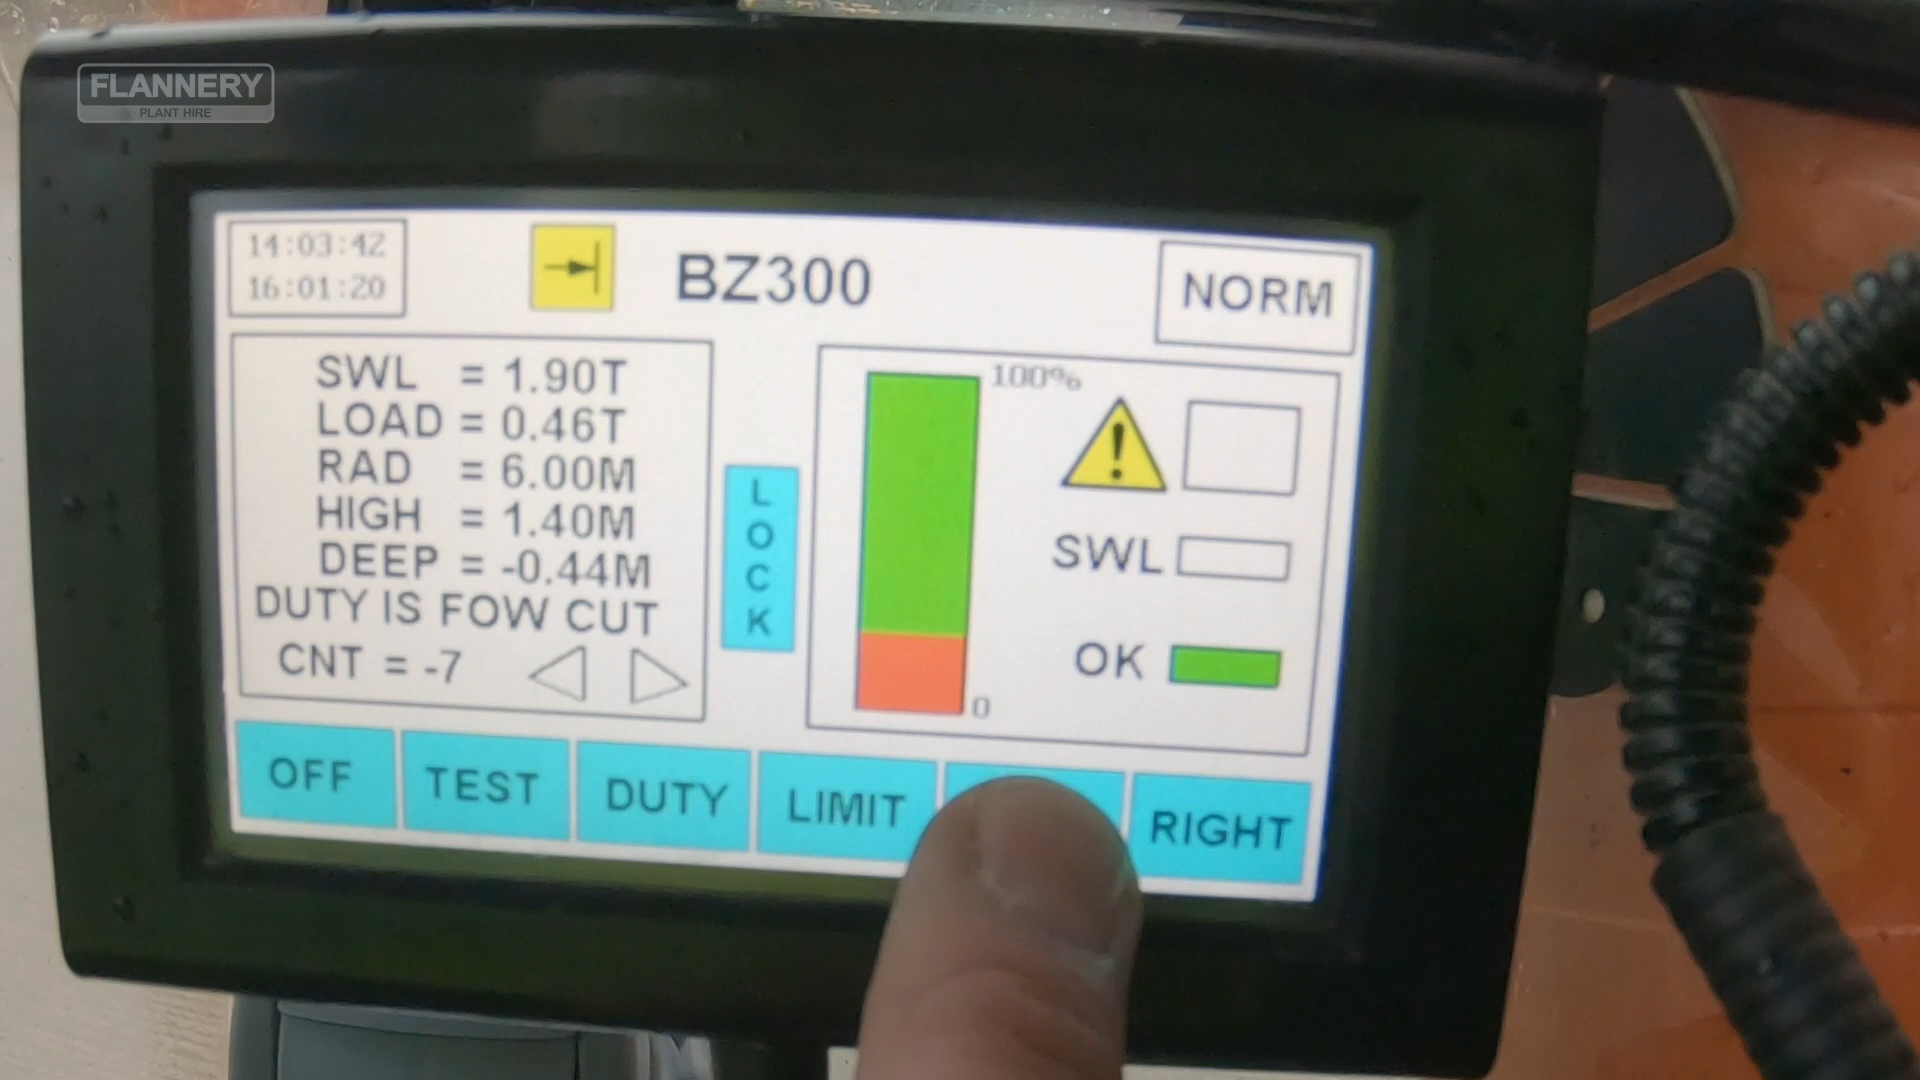 FLANNERY
PLANT HIRE
14:03:42
16:01:20
BZ300
NORM
SWL = 1.90T
LOAD = 0.46T
RAD = 6.00M
HIGH = 1.40M
DEEP = -0.44M
DUTY IS FOW CUT
CNT = -7
LOCK
100%
0
SWL
OK
OFF
TEST
DUTY
LIMIT
RIGHT